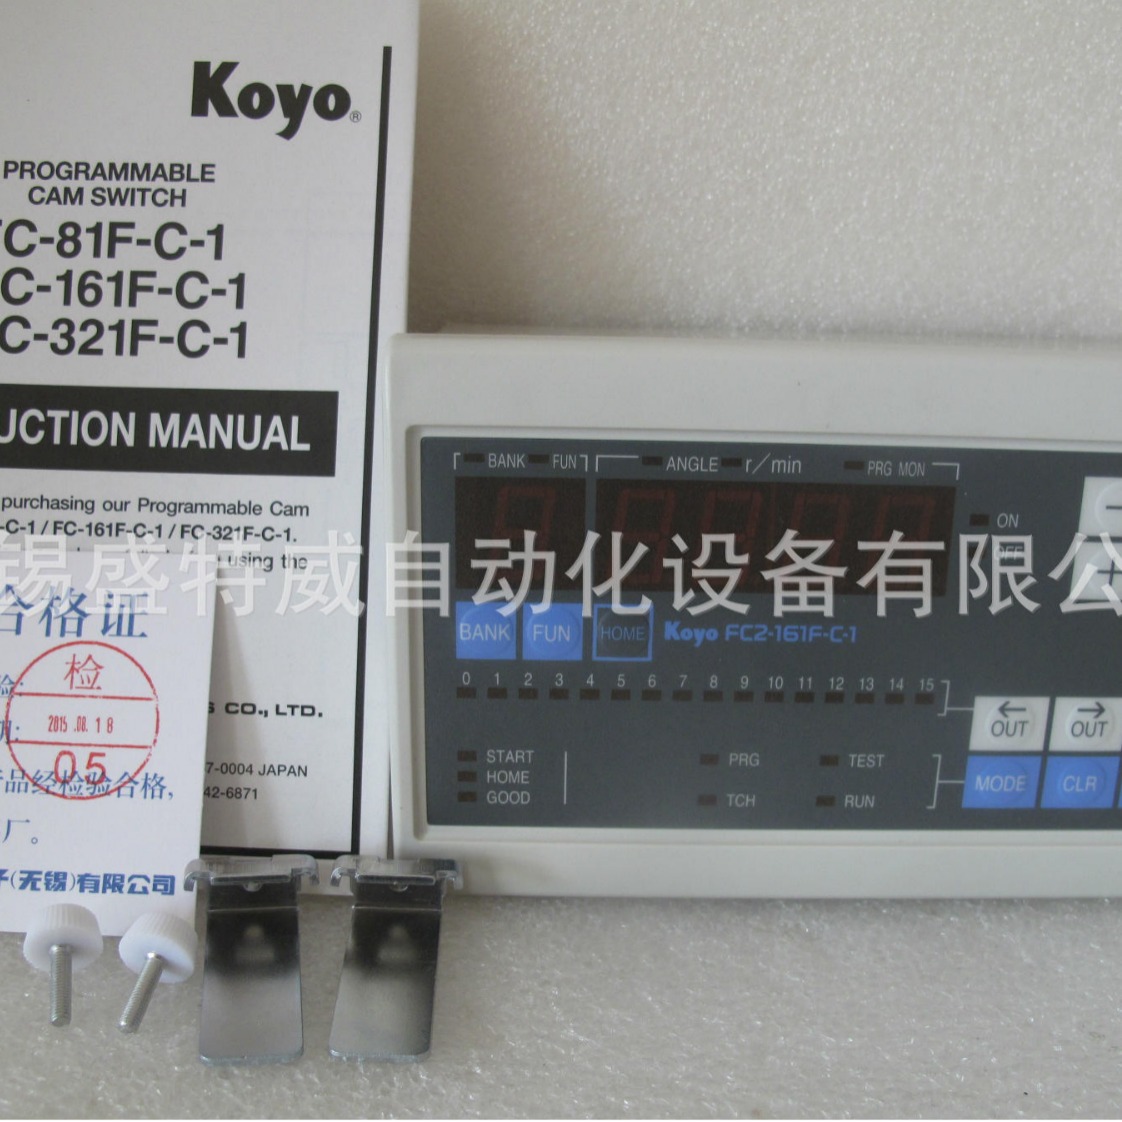 Koyo®
PROGRAMMABLE
CAM SWITCH
C-81F-C-1
C-161F-C-1
C-321F-C-1
UCTION MANUAL
purchasing our Programmable Cam
-C-1 / FC-161F-C-1 / FC-321F-C-1.
using the
锡盛特威自动化设备有限公
合格证
检
2015.08.18
05
产品经检验合格,
厂。
子(无锡)有限公司
S CO., LTD.
7-0004 JAPAN
42-6871
BANK FUN ANGLE r/min PRG MON
ON
OFF
BANK FUN HOME Koyo FC2-161F-C-1
0 1 2 3 4 5 6 7 8 9 10 11 12 13 14 15
← OUT → OUT
START PRG TEST
HOME MODE CLR
GOOD TCH RUN